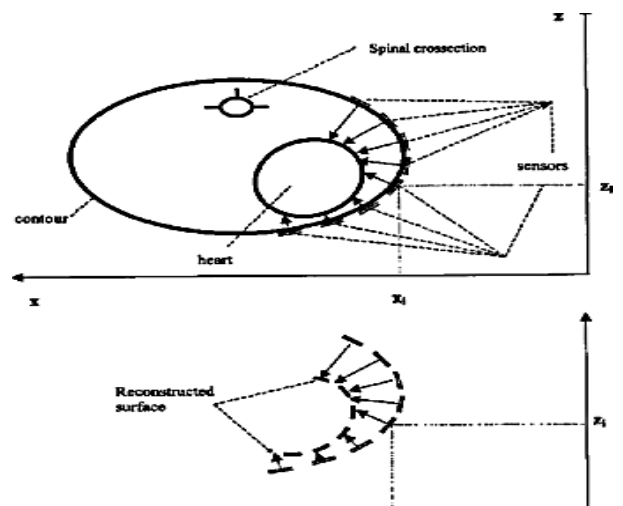 z
Spinal crossection
sensors
z_i
contour
heart
x
x_i
Reconstructed
surface
z_i